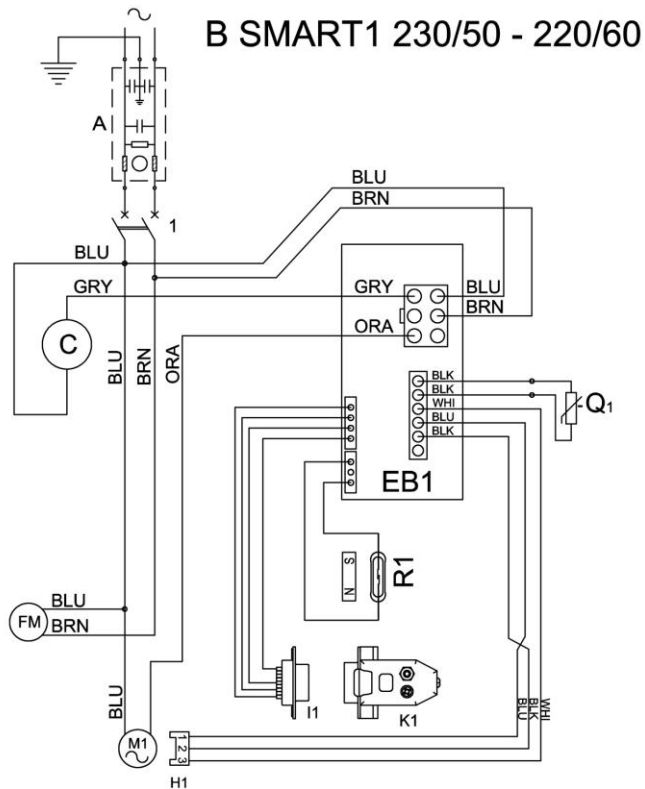 B SMART1 230/50 - 220/60
A
1
BLU
BRN
BLU
GRY
GRY
BLU
BRN
ORA
C
BLU
BRN
ORA
BLK
BLK
WHI
BLU
BLK
Q1
EB1
S
N
R1
BLU
FM
BRN
BLU
I1
K1
BLU
BLK
WHI
M1
1
2
3
H1